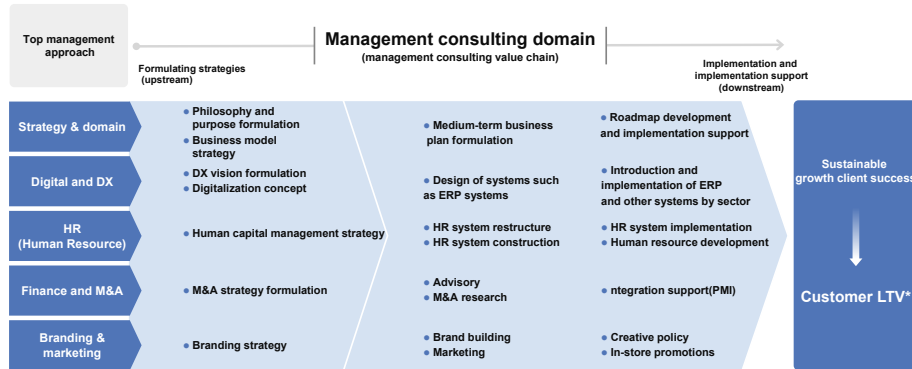 Top management
approach
Management consulting domain
(management consulting value chain)
Formulating strategies
(upstream)
Implementation and
implementation support
(downstream)
Strategy & domain
● Philosophy and
purpose formulation
● Business model
strategy
● Medium-term business
plan formulation
● Roadmap development
and implementation support
Digital and DX
● DX vision formulation
● Digitalization concept
● Design of systems such
as ERP systems
● Introduction and
implementation of ERP
and other systems by sector
HR
(Human Resource)
● Human capital management strategy
● HR system restructure
● HR system construction
● HR system implementation
● Human resource development
Finance and M&A
● M&A strategy formulation
● Advisory
● M&A research
● ntegration support(PMI)
Branding &
marketing
● Branding strategy
● Brand building
● Marketing
● Creative policy
● In-store promotions
Sustainable
growth client success
Customer LTV*